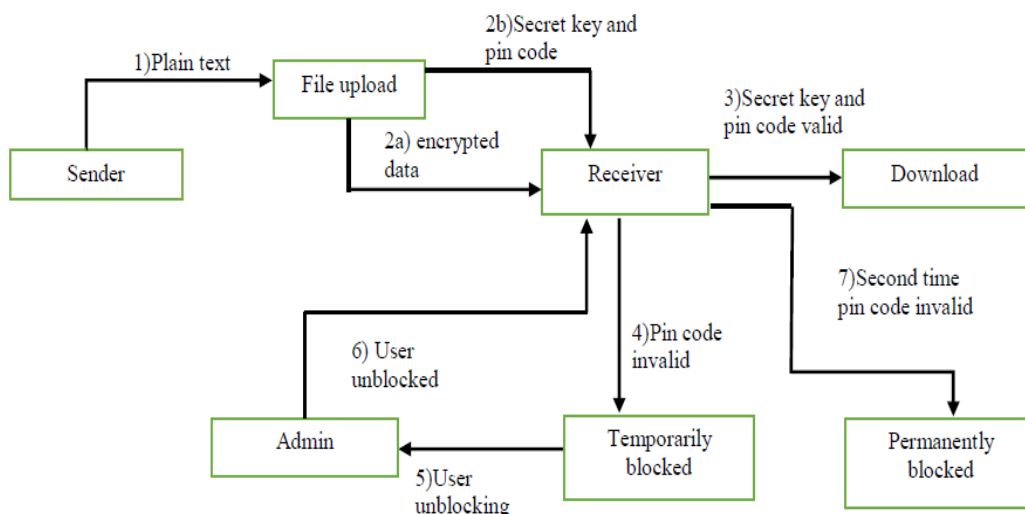 2b)Secret key and
pin code
1)Plain text
File upload
3)Secret key and
pin code valid
2a) encrypted
data
Sender
Receiver
Download
7)Second time
pin code invalid
4)Pin code
invalid
6) User
unblocked
Admin
Temporarily
blocked
Permanently
blocked
5)User
unblocking